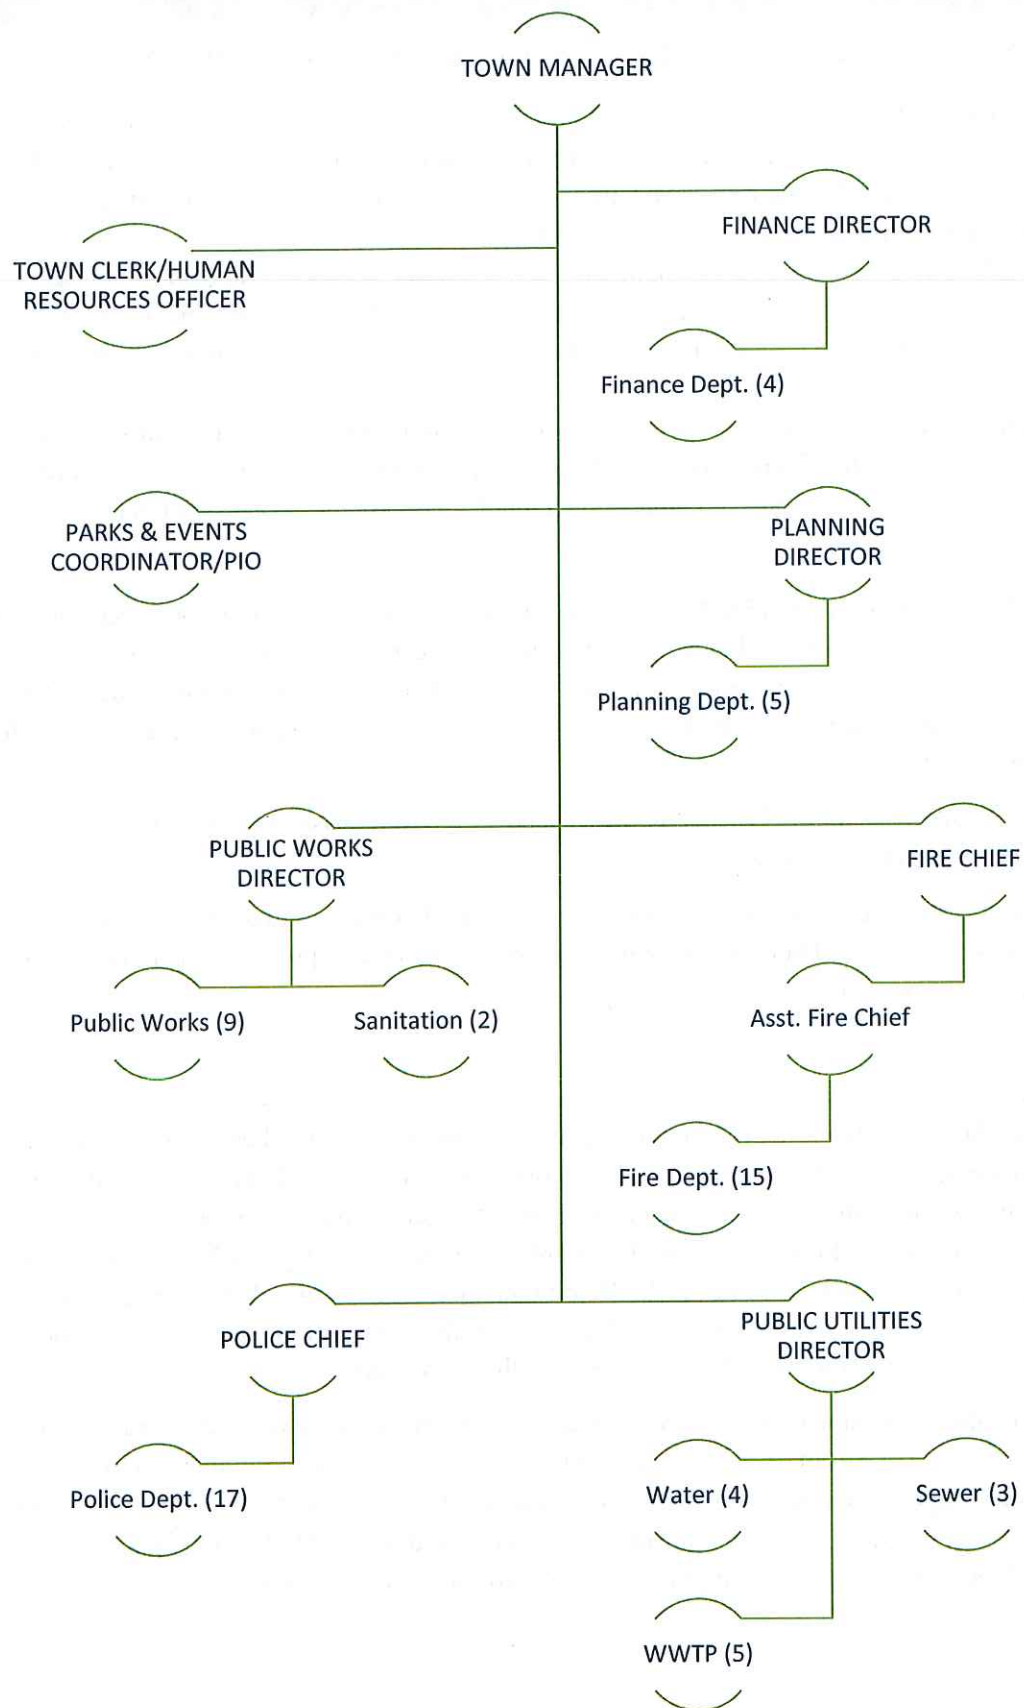 TOWN MANAGER
FINANCE DIRECTOR
TOWN CLERK/HUMAN
RESOURCES OFFICER
Finance Dept. (4)
PARKS & EVENTS
COORDINATOR/PIO
PLANNING
DIRECTOR
Planning Dept. (5)
PUBLIC WORKS
DIRECTOR
FIRE CHIEF
Public Works (9)
Sanitation (2)
Asst. Fire Chief
Fire Dept. (15)
POLICE CHIEF
PUBLIC UTILITIES
DIRECTOR
Police Dept. (17)
Water (4)
Sewer (3)
WWTP (5)